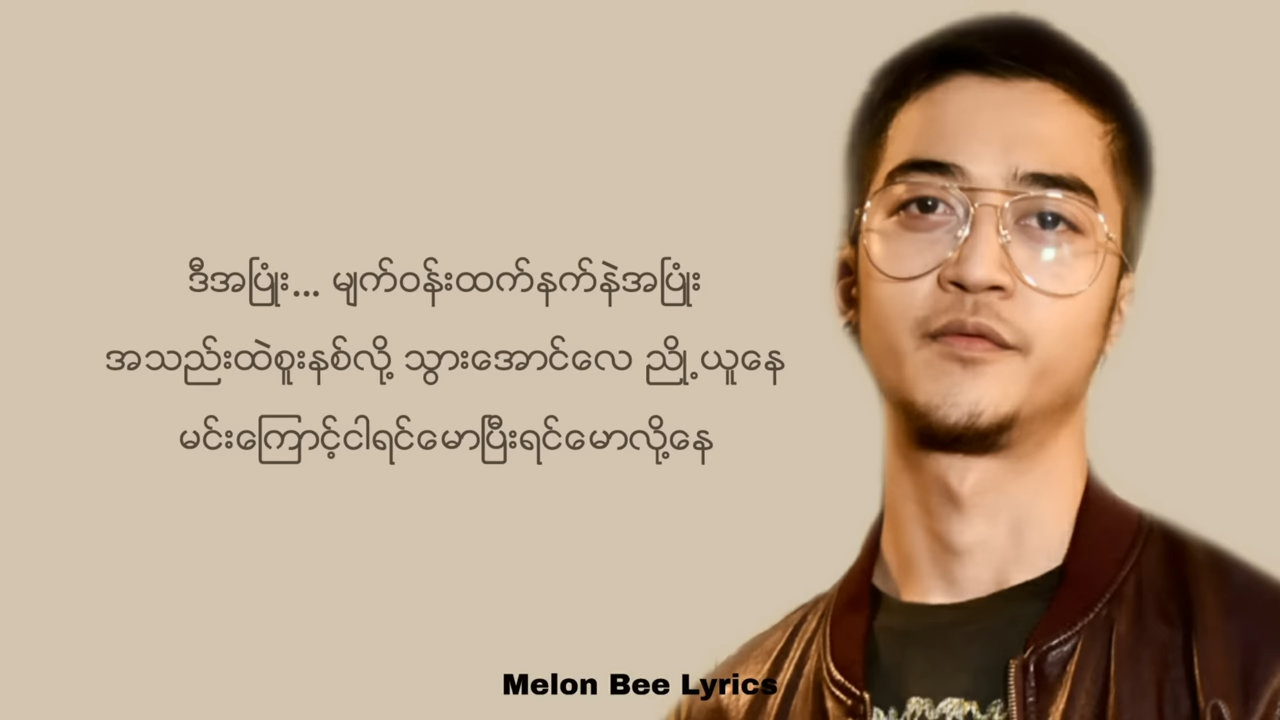 ဒီအပြုံး... မျက်ဝန်းထက်နက်နဲအပြုံး
အသည်းထဲစူးနစ်လို့ သွားအောင်လေ ညှို့ယူနေ
မင်းကြောင့်ငါရင်မောပြီးရင်မောလို့နေ
Melon Bee Lyrics